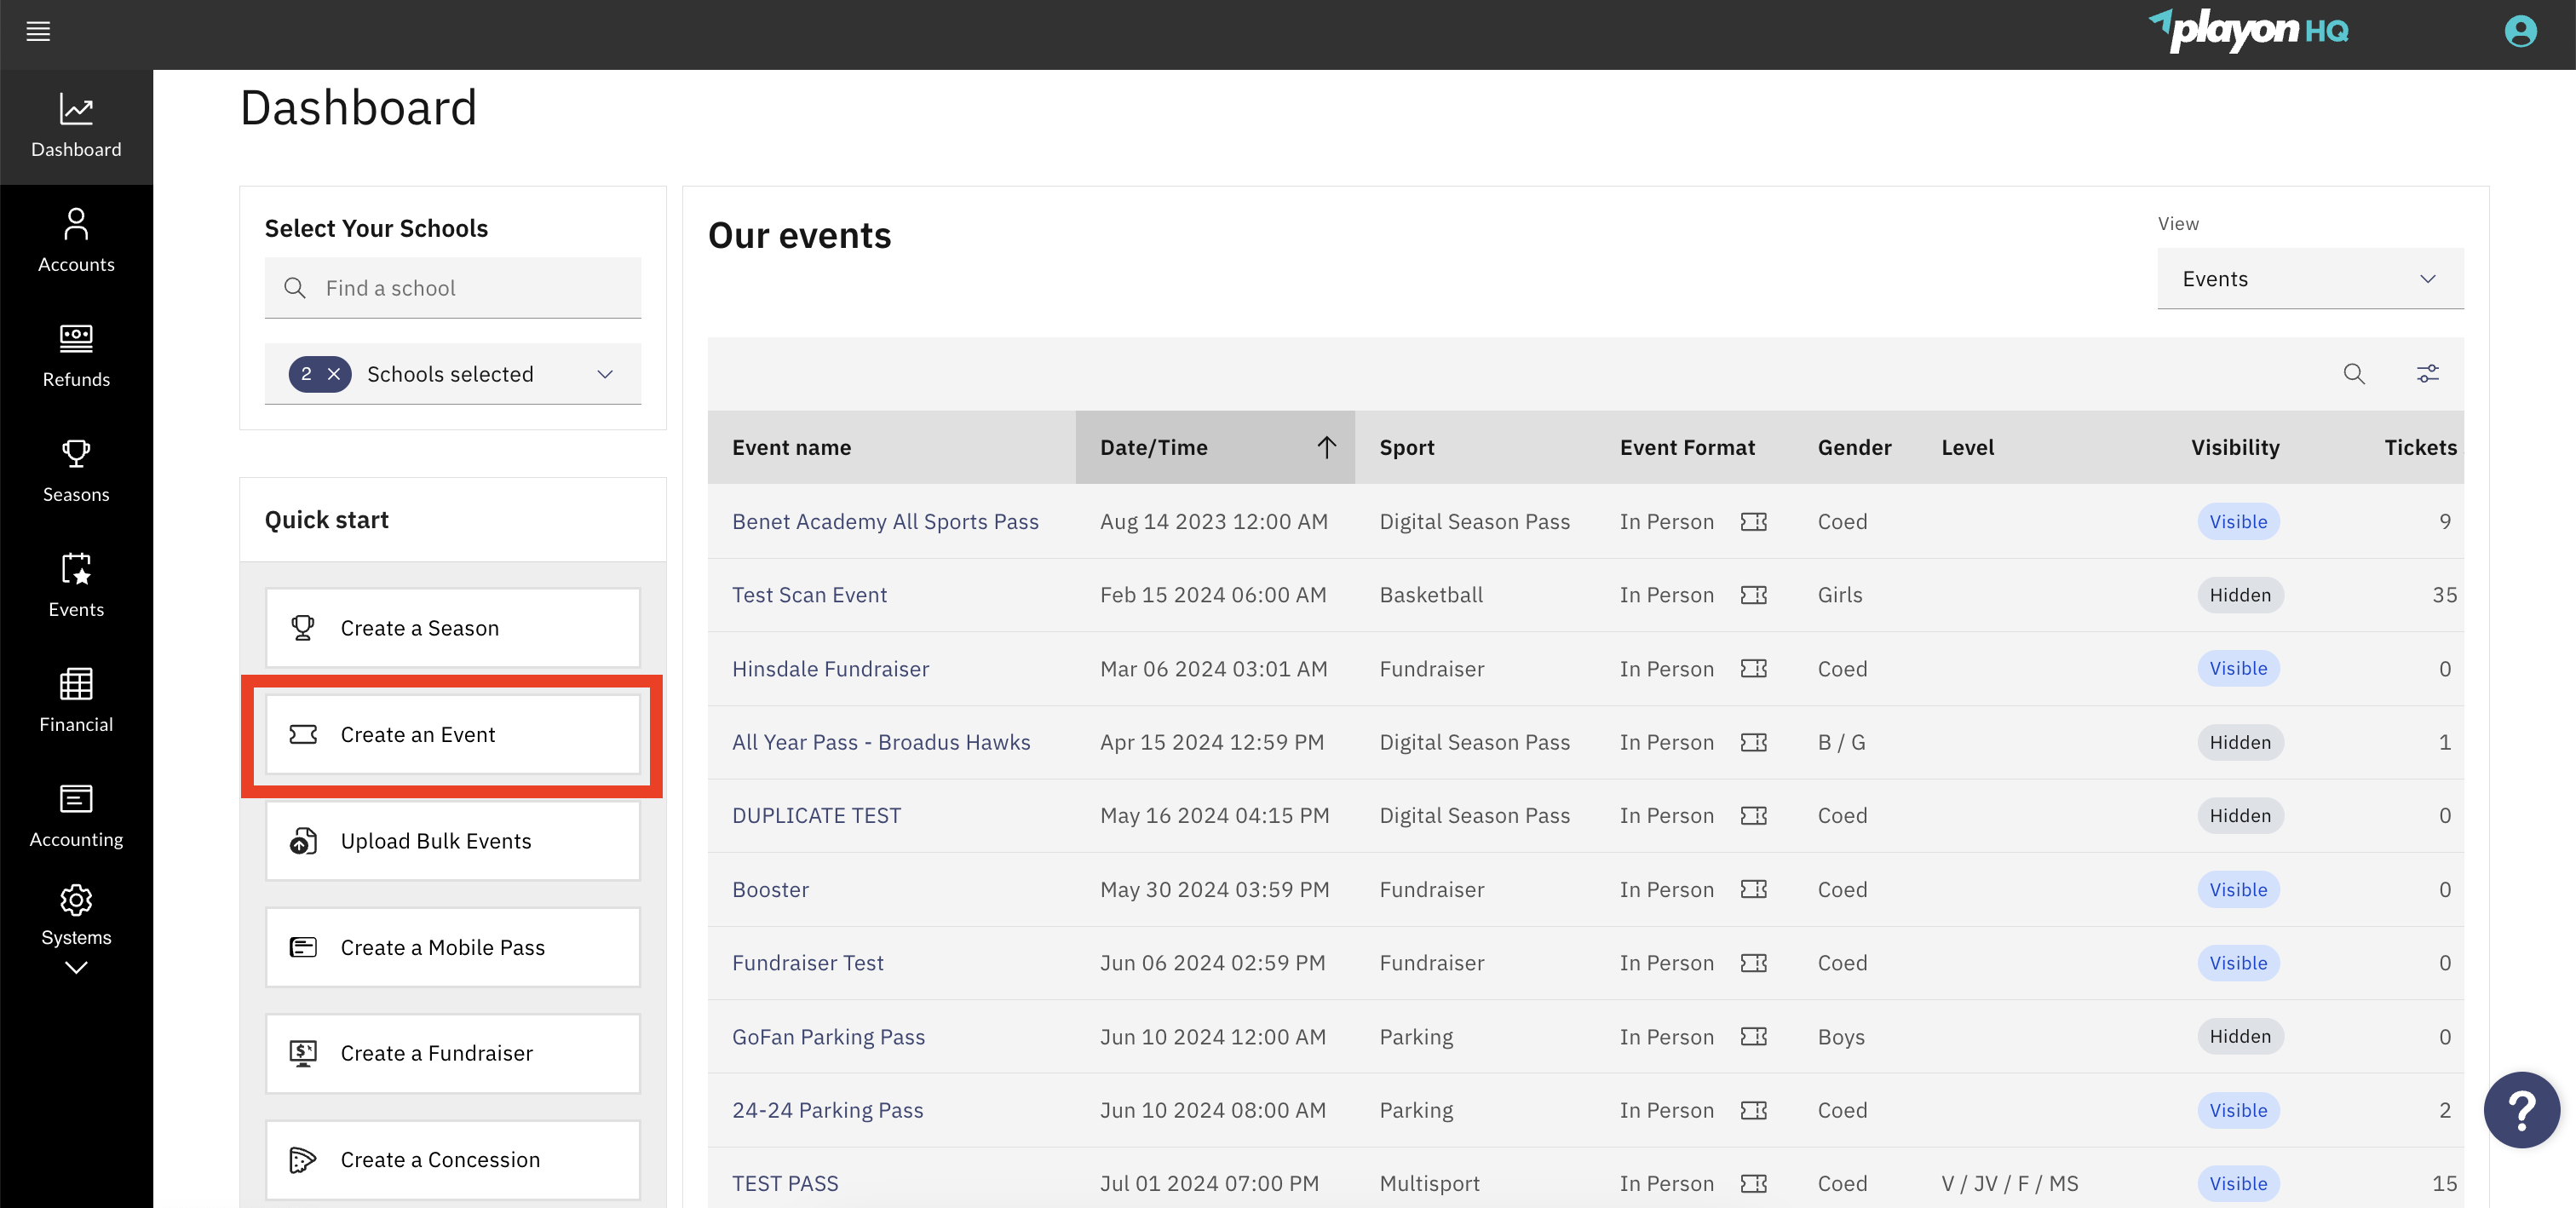 playon HQ
Dashboard
Accounts
Refunds
Seasons
Events
Financial
Accounting
Systems
Dashboard
Select Your Schools
Find a school
2 × Schools selected
Quick start
Create a Season
Create an Event
Upload Bulk Events
Create a Mobile Pass
Create a Fundraiser
Create a Concession
Our events
View
Events
Event name Date/Time Sport Event Format Gender Level Visibility Tickets
Benet Academy All Sports Pass Aug 14 2023 12:00 AM Digital Season Pass In Person Coed Visible 9
Test Scan Event Feb 15 2024 06:00 AM Basketball In Person Girls Hidden 35
Hinsdale Fundraiser Mar 06 2024 03:01 AM Fundraiser In Person Coed Visible 0
All Year Pass - Broadus Hawks Apr 15 2024 12:59 PM Digital Season Pass In Person B / G Hidden 1
DUPLICATE TEST May 16 2024 04:15 PM Digital Season Pass In Person Coed Hidden 0
Booster May 30 2024 03:59 PM Fundraiser In Person Coed Visible 0
Fundraiser Test Jun 06 2024 02:59 PM Fundraiser In Person Coed Visible 0
GoFan Parking Pass Jun 10 2024 12:00 AM Parking In Person Boys Hidden 0
24-24 Parking Pass Jun 10 2024 08:00 AM Parking In Person Coed Visible 2
TEST PASS Jul 01 2024 07:00 PM Multisport In Person Coed V / JV / F / MS Visible 15
?